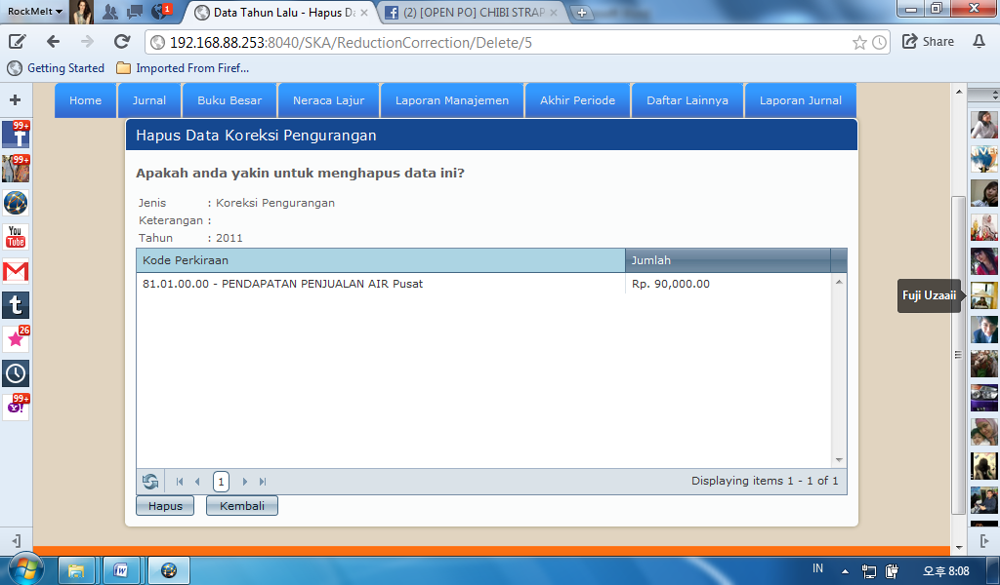 RockMelt
1
Data Tahun Lalu - Hapus Da
(2) [OPEN PO] CHIBI STRAP
192.168.88.253:8040/SKA/ReductionCorrection/Delete/5
Share
Getting Started
Imported From Firef...
Home
Jurnal
Buku Besar
Neraca Lajur
Laporan Manajemen
Akhir Periode
Daftar Lainnya
Laporan Jurnal
99+
99+
You
Tube
26
99+
Hapus Data Koreksi Pengurangan
Apakah anda yakin untuk menghapus data ini?
Jenis : Koreksi Pengurangan
Keterangan :
Tahun : 2011
Kode Perkiraan Jumlah
81.01.00.00 - PENDAPATAN PENJUALAN AIR Pusat Rp. 90,000.00
Fuji Uzaaii
1
Displaying items 1 - 1 of 1
Hapus
Kembali
IN
오후 8:08